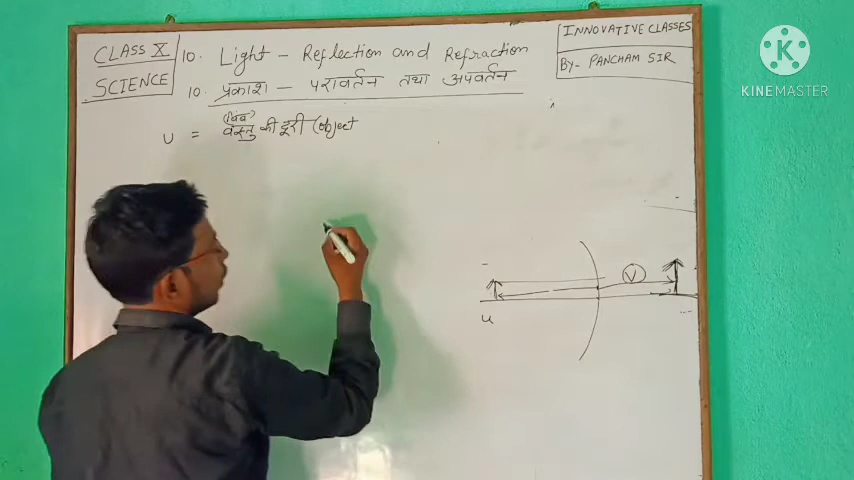 CLASS X
SCIENCE
10. Light - Reflection and Refraction
10. प्रकाश - परावर्तन तथा अपवर्तन
INNOVATIVE CLASSES
BY- PANCHAM SIR
K
KINEMASTER
(बिंब)
u = वस्तु की दूरी (object
V
u